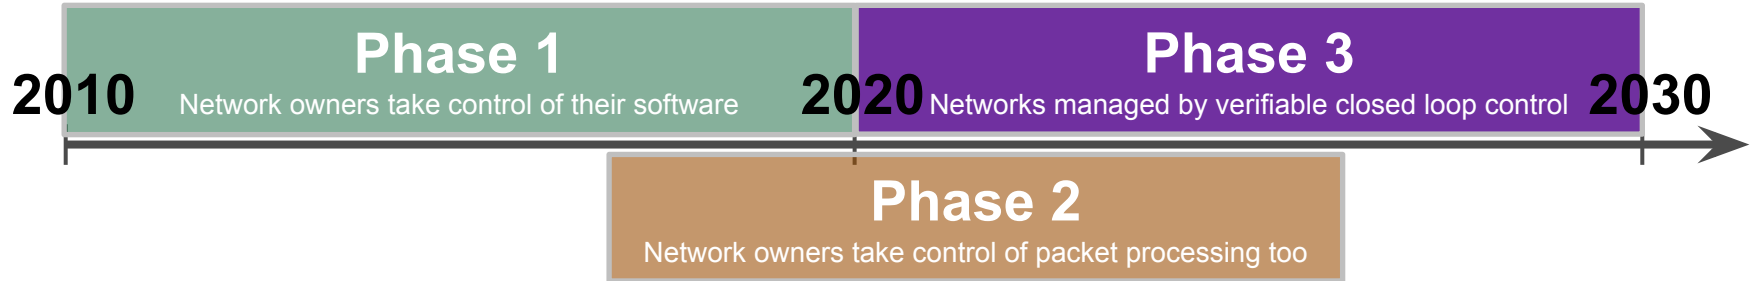 Phase 1
Network owners take control of their software
Phase 3
Networks managed by verifiable closed loop control
2010
2020
2030
Phase 2
Network owners take control of packet processing too